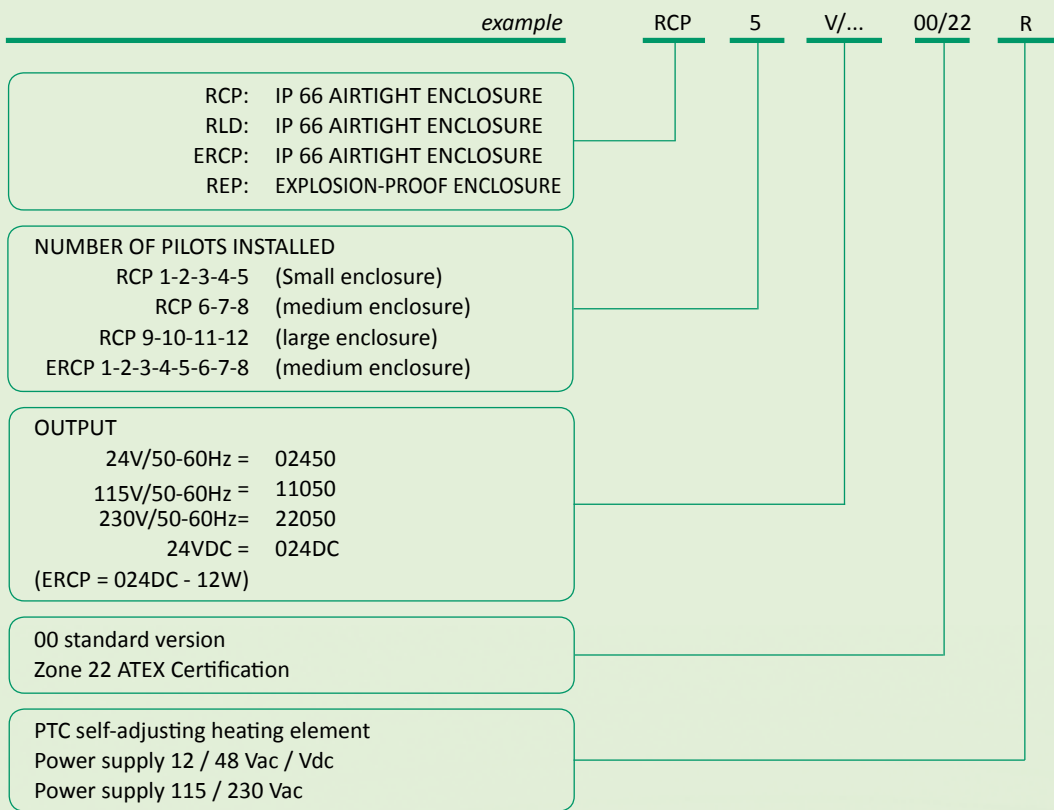 example RCP 5 V/... 00/22 R
RCP: IP 66 AIRTIGHT ENCLOSURE
RLD: IP 66 AIRTIGHT ENCLOSURE
ERCP: IP 66 AIRTIGHT ENCLOSURE
REP: EXPLOSION-PROOF ENCLOSURE
NUMBER OF PILOTS INSTALLED
RCP 1-2-3-4-5 (Small enclosure)
RCP 6-7-8 (medium enclosure)
RCP 9-10-11-12 (large enclosure)
ERCP 1-2-3-4-5-6-7-8 (medium enclosure)
OUTPUT
24V/50-60Hz = 02450
115V/50-60Hz = 11050
230V/50-60Hz= 22050
24VDC = 024DC
(ERCP = 024DC - 12W)
00 standard version
Zone 22 ATEX Certification
PTC self-adjusting heating element
Power supply 12 / 48 Vac / Vdc
Power supply 115 / 230 Vac